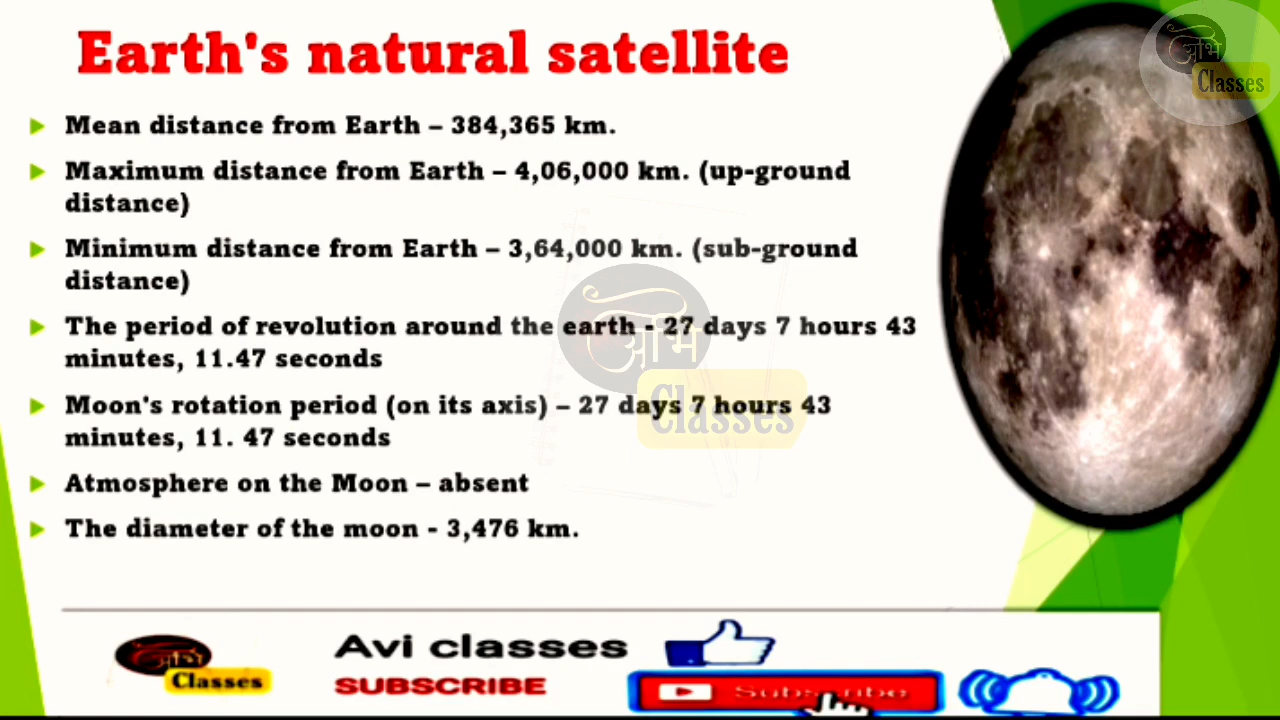 Earth's natural satellite
Mean distance from Earth – 384,365 km.
Maximum distance from Earth – 4,06,000 km. (up-ground
distance)
Minimum distance from Earth – 3,64,000 km. (sub-ground
distance)
The period of revolution around the earth - 27 days 7 hours 43
minutes, 11.47 seconds
Moon's rotation period (on its axis) – 27 days 7 hours 43
minutes, 11. 47 seconds
Atmosphere on the Moon – absent
The diameter of the moon - 3,476 km.
अभि
Classes
अभि
Classes
अभि
Classes
Avi classes
SUBSCRIBE
Subscribe